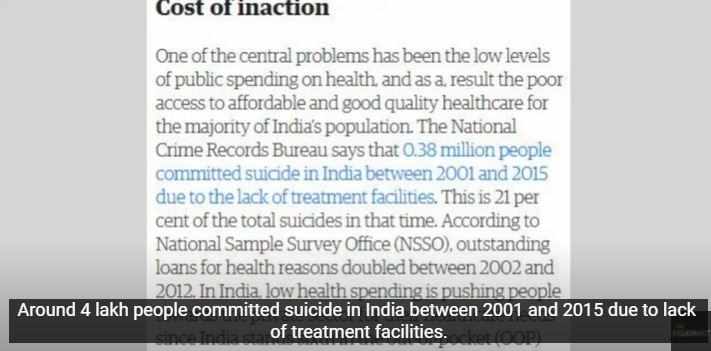 Cost of inaction
One of the central problems has been the low levels
of public spending on health, and as a, result the poor
access to affordable and good quality healthcare for
the majority of India's population. The National
Crime Records Bureau says that 0.38 million people
committed suicide in India between 2001 and 2015
due to the lack of treatment facilities. This is 21 per
cent of the total suicides in that time. According to
National Sample Survey Office (NSSO), outstanding
loans for health reasons doubled between 2002 and
2012. In India, low health spending is pushing people
Around 4 lakh people committed suicide in India between 2001 and 2015 due to lack
of treatment facilities.
since India
pocket (OOP)